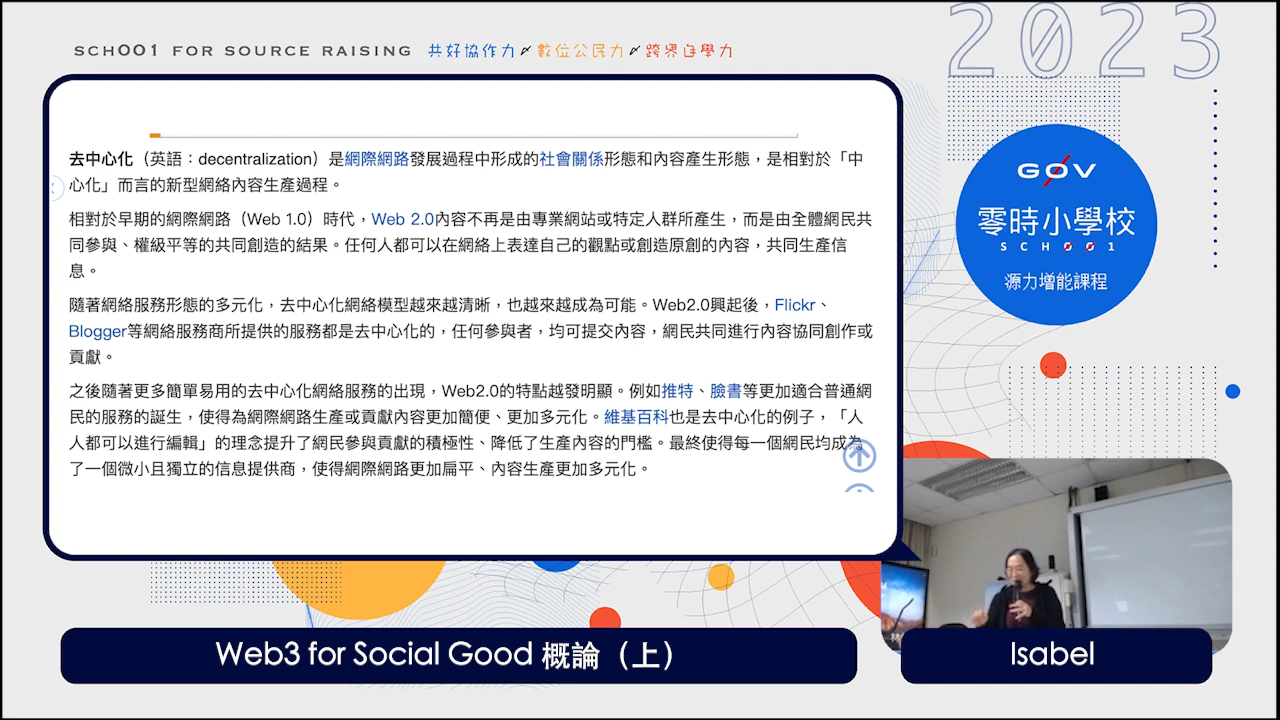 SCH001 FOR SOURCE RAISING 共好協作力〆數位公民力〆跨界自學力
2023
去中心化（英語：decentralization）是網際網路發展過程中形成的社會關係形態和內容產生形態，是相對於「中
心化」而言的新型網絡內容生產過程。
相對於早期的網際網路（Web 1.0）時代，Web 2.0內容不再是由專業網站或特定人群所產生，而是由全體網民共
同參與、權級平等的共同創造的結果。任何人都可以在網絡上表達自己的觀點或創造原創的內容，共同生產信
息。
隨著網絡服務形態的多元化，去中心化網絡模型越來越清晰，也越來越成為可能。Web2.0興起後，Flickr、
Blogger等網絡服務商所提供的服務都是去中心化的，任何參與者，均可提交內容，網民共同進行內容協同創作或
貢獻。
之後隨著更多簡單易用的去中心化網絡服務的出現，Web2.0的特點越發明顯。例如推特、臉書等更加適合普通網
民的服務的誕生，使得為網際網路生產或貢獻內容更加簡便、更加多元化。維基百科也是去中心化的例子，「人
人都可以進行編輯」的理念提升了網民參與貢獻的積極性、降低了生產內容的門檻。最終使得每一個網民均成為
了一個微小且獨立的信息提供商，使得網際網路更加扁平、內容生產更加多元化。
G0V
零時小學校
SCH001
源力增能課程
Web3 for Social Good 概論（上）
Isabel